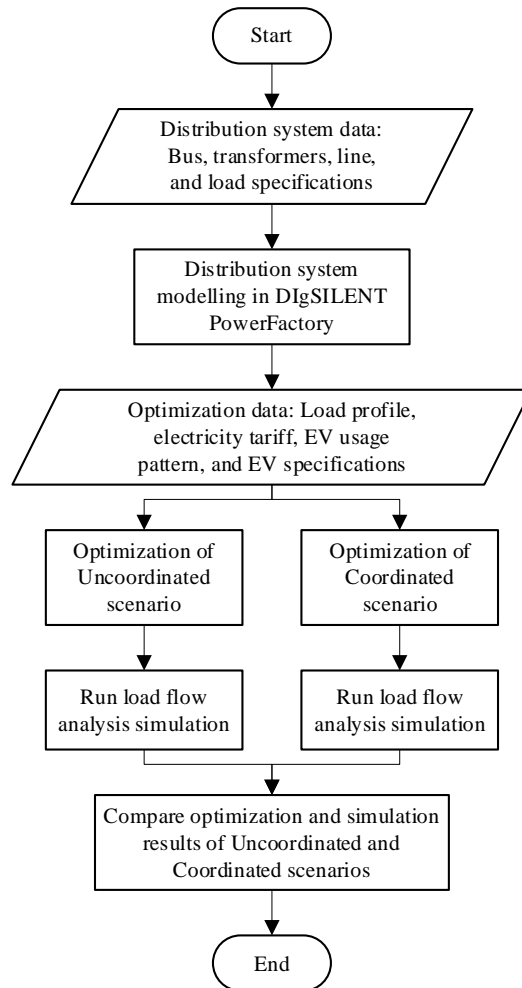 Start
Distribution system data:
Bus, transformers, line,
and load specifications
Distribution system
modelling in DIgSILENT
PowerFactory
Optimization data: Load profile,
electricity tariff, EV usage
pattern, and EV specifications
Optimization of
Uncoordinated
scenario
Optimization of
Coordinated
scenario
Run load flow
analysis simulation
Run load flow
analysis simulation
Compare optimization and simulation
results of Uncoordinated and
Coordinated scenarios
End